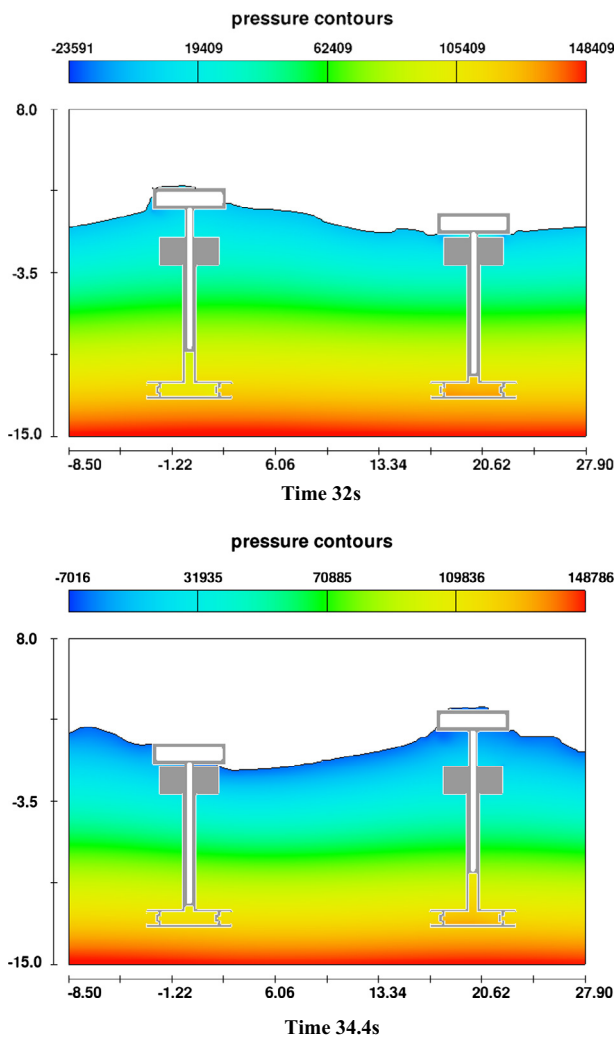 pressure contours
-23591 19409 62409 105409 148409
8.0
-3.5
-15.0
-8.50 -1.22 6.06 13.34 20.62 27.90
Time 32s
pressure contours
-7016 31935 70885 109836 148786
8.0
-3.5
-15.0
-8.50 -1.22 6.06 13.34 20.62 27.90
Time 34.4s